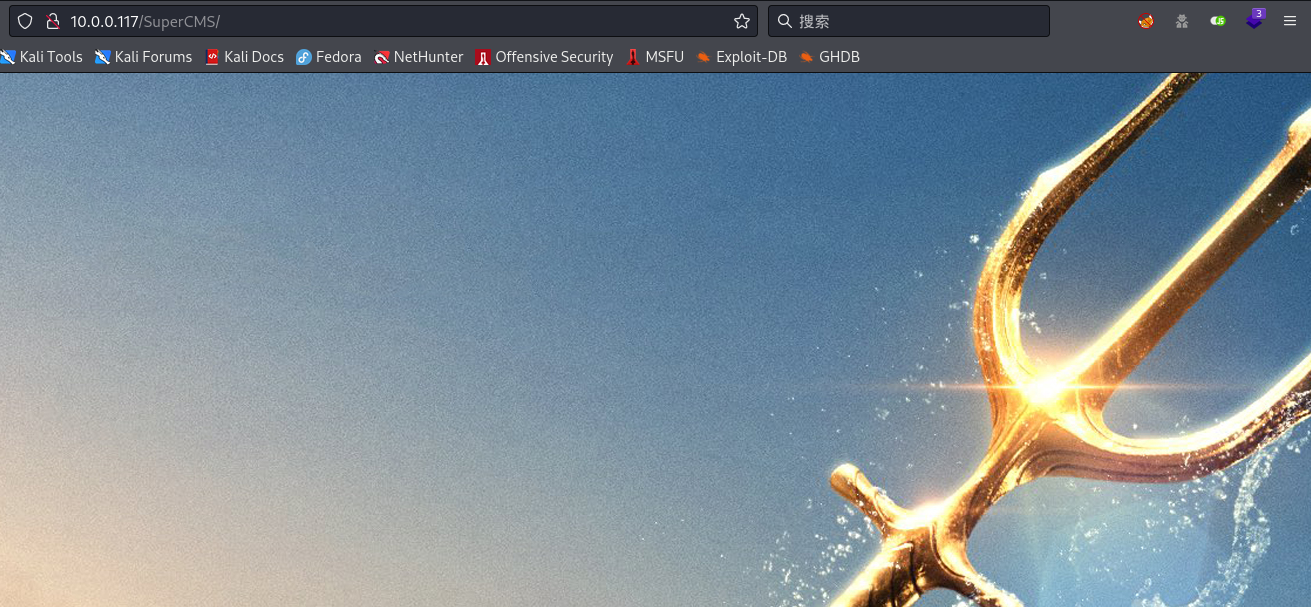 10.0.0.117/SuperCMS/ 搜索 3
Kali Tools Kali Forums Kali Docs Fedora NetHunter Offensive Security MSFU Exploit-DB GHDB